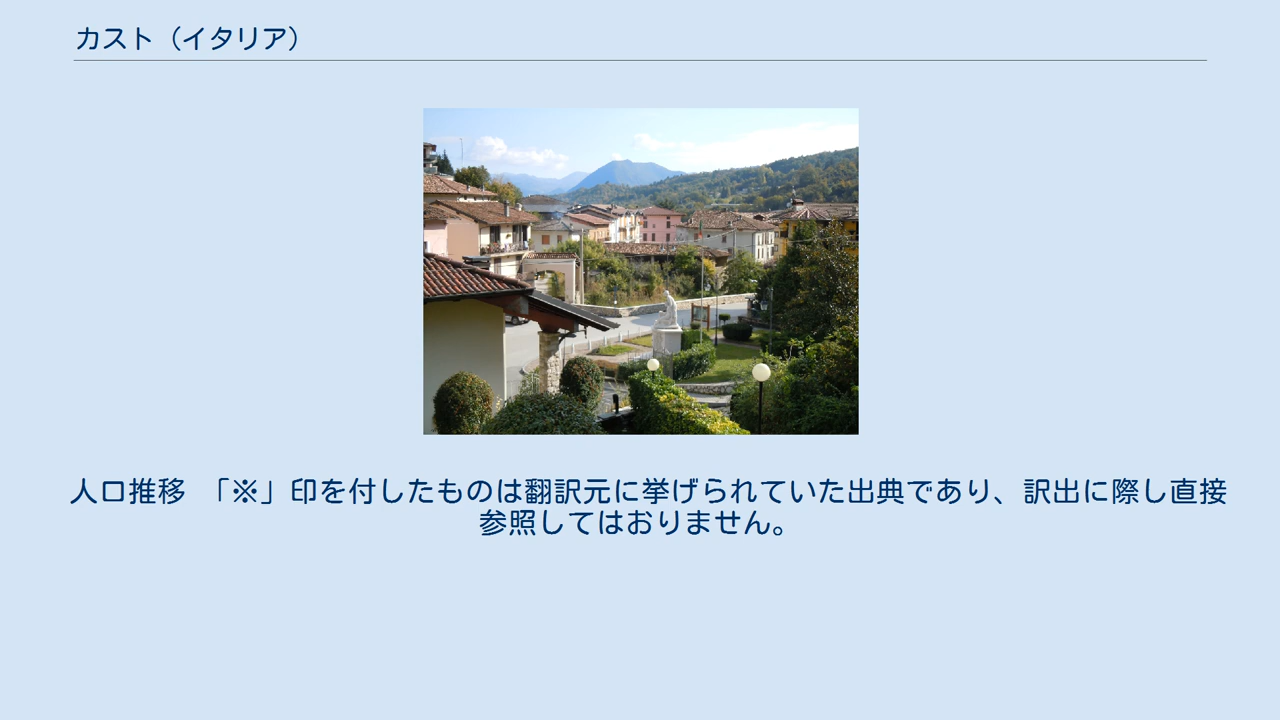 カスト（イタリア）
人口推移　「※」印を付したものは翻訳元に挙げられていた出典であり、訳出に際し直接
参照してはおりません。